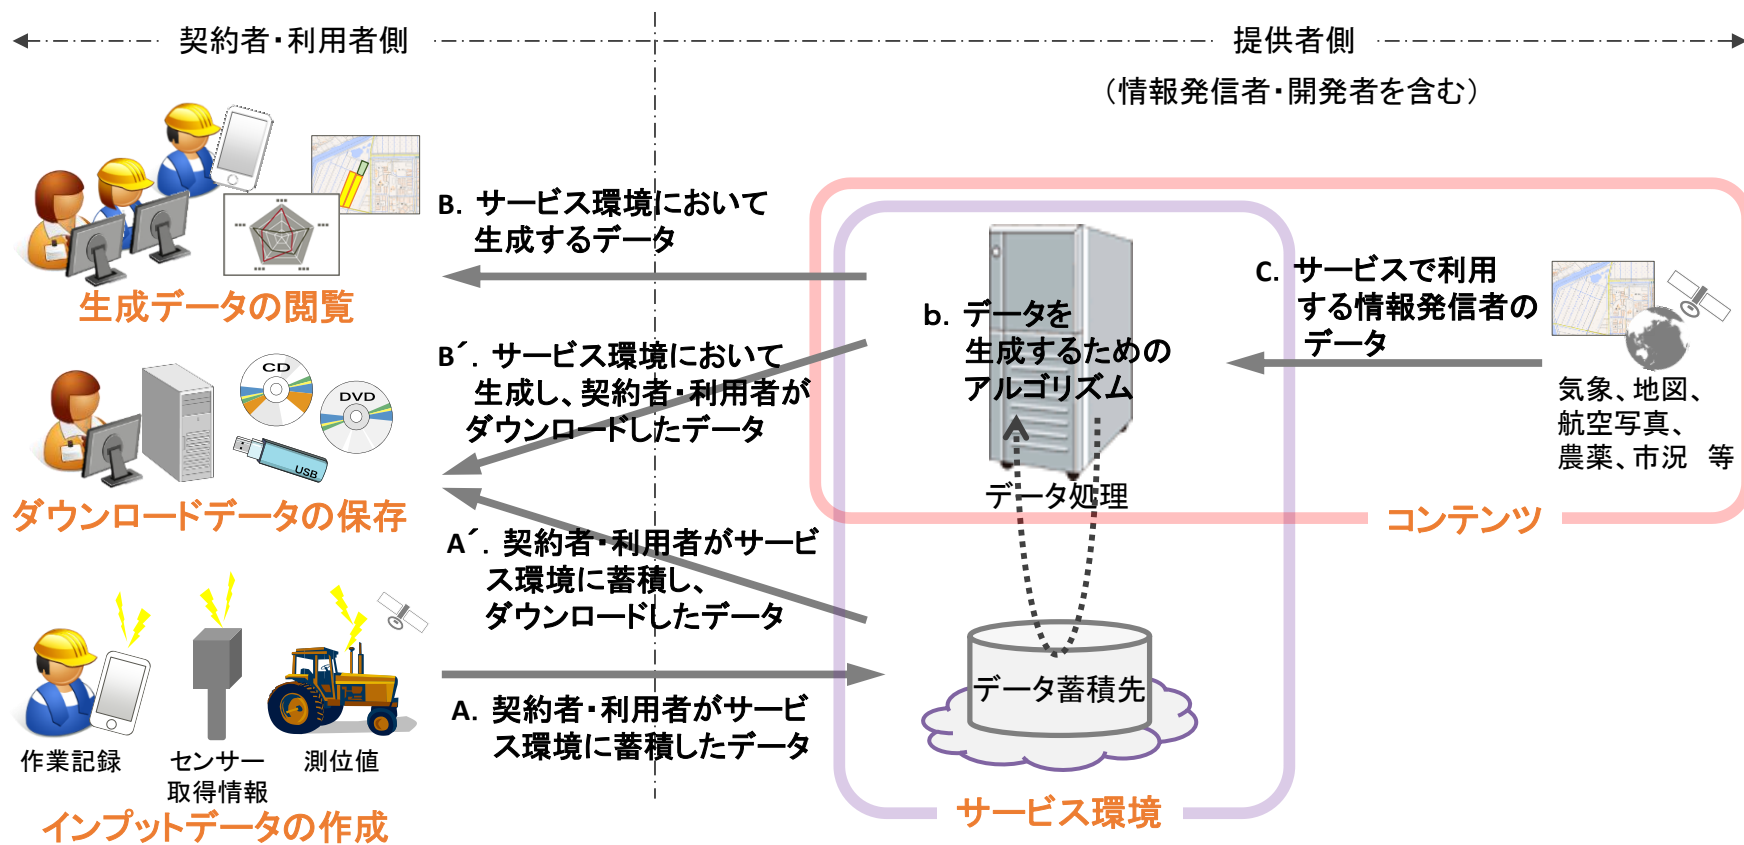 契約者・利用者側
提供者側
（情報発信者・開発者を含む）
B. サービス環境において
生成するデータ
生成データの閲覧
CD
DVD
USB
B´. サービス環境において
生成し、契約者・利用者が
ダウンロードしたデータ
ダウンロードデータの保存
A´. 契約者・利用者がサービ
ス環境に蓄積し、
ダウンロードしたデータ
A. 契約者・利用者がサービ
ス環境に蓄積したデータ
作業記録
センサー
取得情報
測位値
インプットデータの作成
b. データを
生成するための
アルゴリズム
データ処理
データ蓄積先
サービス環境
C. サービスで利用
する情報発信者の
データ
気象、地図、
航空写真、
農薬、市況 等
コンテンツ